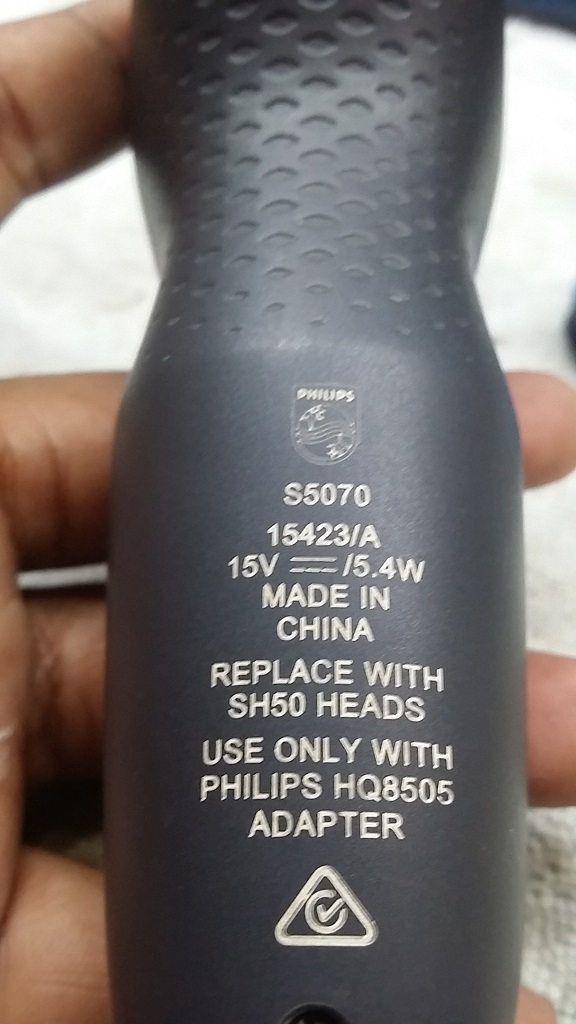 PHILIPS
S5070
15423/A
15V ⎓ /5.4W
MADE IN
CHINA
REPLACE WITH
SH50 HEADS
USE ONLY WITH
PHILIPS HQ8505
ADAPTER